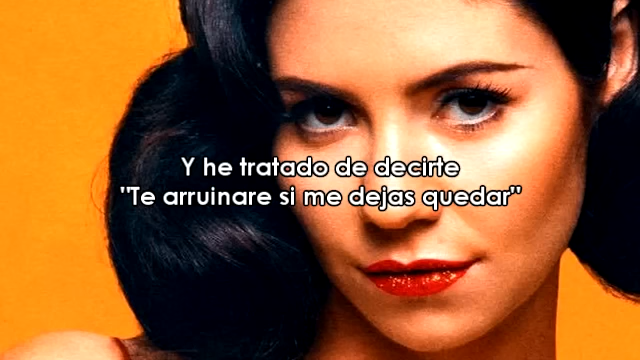 Y he tratado de decirte
"Te arruinare si me dejas quedar"